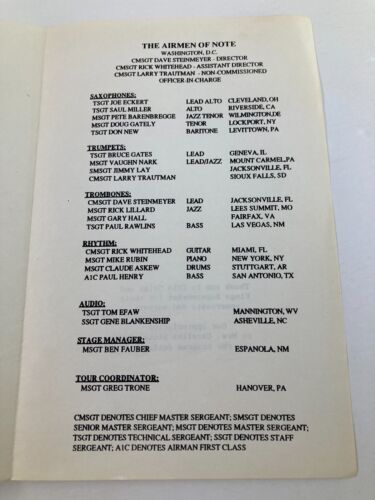 THE AIRMEN OF NOTE
WASHINGTON, D.C.
CMSGT DAVE STEINMEYER - DIRECTOR
CMSGT RICK WHITEHEAD - ASSISTANT DIRECTOR
CMSGT LARRY TRAUTMAN - NON-COMMISSIONED
OFFICER-IN-CHARGE
SAXOPHONES:
TSGT JOE ECKERT LEAD ALTO CLEVELAND, OH
TSGT SAUL MILLER ALTO RIVERSIDE, CA
MSGT PETE BARENBREGGE JAZZ TENOR WILMINGTON,DE
MSGT DOUG GATELY TENOR LOCKPORT, NY
TSGT DON NEW BARITONE LEVITTOWN, PA
TRUMPETS:
TSGT BRUCE GATES LEAD GENEVA, IL
MSGT VAUGHN NARK LEAD/JAZZ MOUNT CARMEL,PA
SMSGT JIMMY LAY JACKSONVILLE, FL
CMSGT LARRY TRAUTMAN SIOUX FALLS, SD
TROMBONES:
CMSGT DAVE STEINMEYER LEAD JACKSONVILLE, FL
MSGT RICK LILLARD JAZZ LEES SUMMIT, MO
MSGT GARY HALL FAIRFAX, VA
TSGT PAUL RAWLINS BASS LAS VEGAS, NM
RHYTHM:
CMSGT RICK WHITEHEAD GUITAR MIAMI, FL
MSGT MIKE RUBIN PIANO NEW YORK, NY
MSGT CLAUDE ASKEW DRUMS STUTTGART, AR
A1C PAUL HENRY BASS SAN ANTONIO, TX
AUDIO:
TSGT TOM EFAW MANNINGTON, WV
SSGT GENE BLANKENSHIP ASHEVILLE, NC
STAGE MANAGER:
MSGT BEN FAUBER ESPANOLA, NM
TOUR COORDINATOR:
MSGT GREG TRONE HANOVER, PA
CMSGT DENOTES CHIEF MASTER SERGEANT; SMSGT DENOTES
SENIOR MASTER SERGEANT; MSGT DENOTES MASTER SERGEANT;
TSGT DENOTES TECHNICAL SERGEANT; SSGT DENOTES STAFF
SERGEANT; A1C DENOTES AIRMAN FIRST CLASS